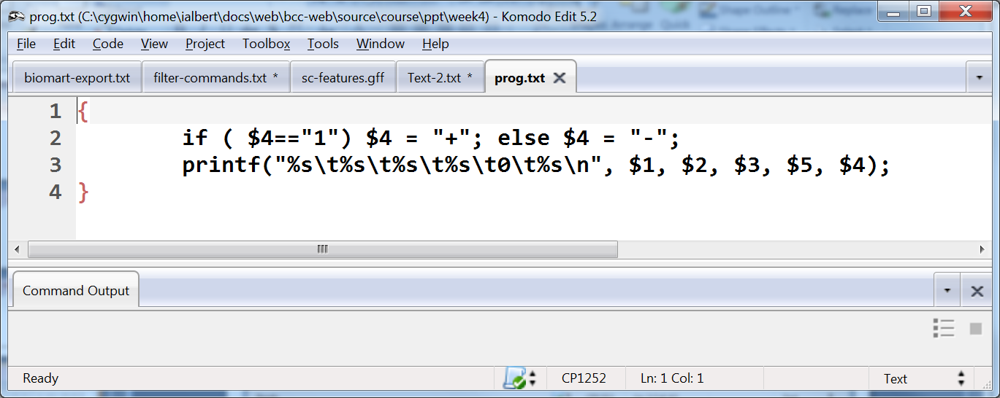 prog.txt (C:\cygwin\home\ialbert\docs\web\bcc-web\source\course\ppt\week4) - Komodo Edit 5.2
File Edit Code View Project Toolbox Tools Window Help
biomart-export.txt filter-commands.txt * sc-features.gff Text-2.txt * prog.txt
1 {
2 if ( $4=="1") $4 = "+"; else $4 = "-";
3 printf("%s\t%s\t%s\t%s\t0\t%s\n", $1, $2, $3, $5, $4);
4 }
Command Output
Ready CP1252 Ln: 1 Col: 1 Text